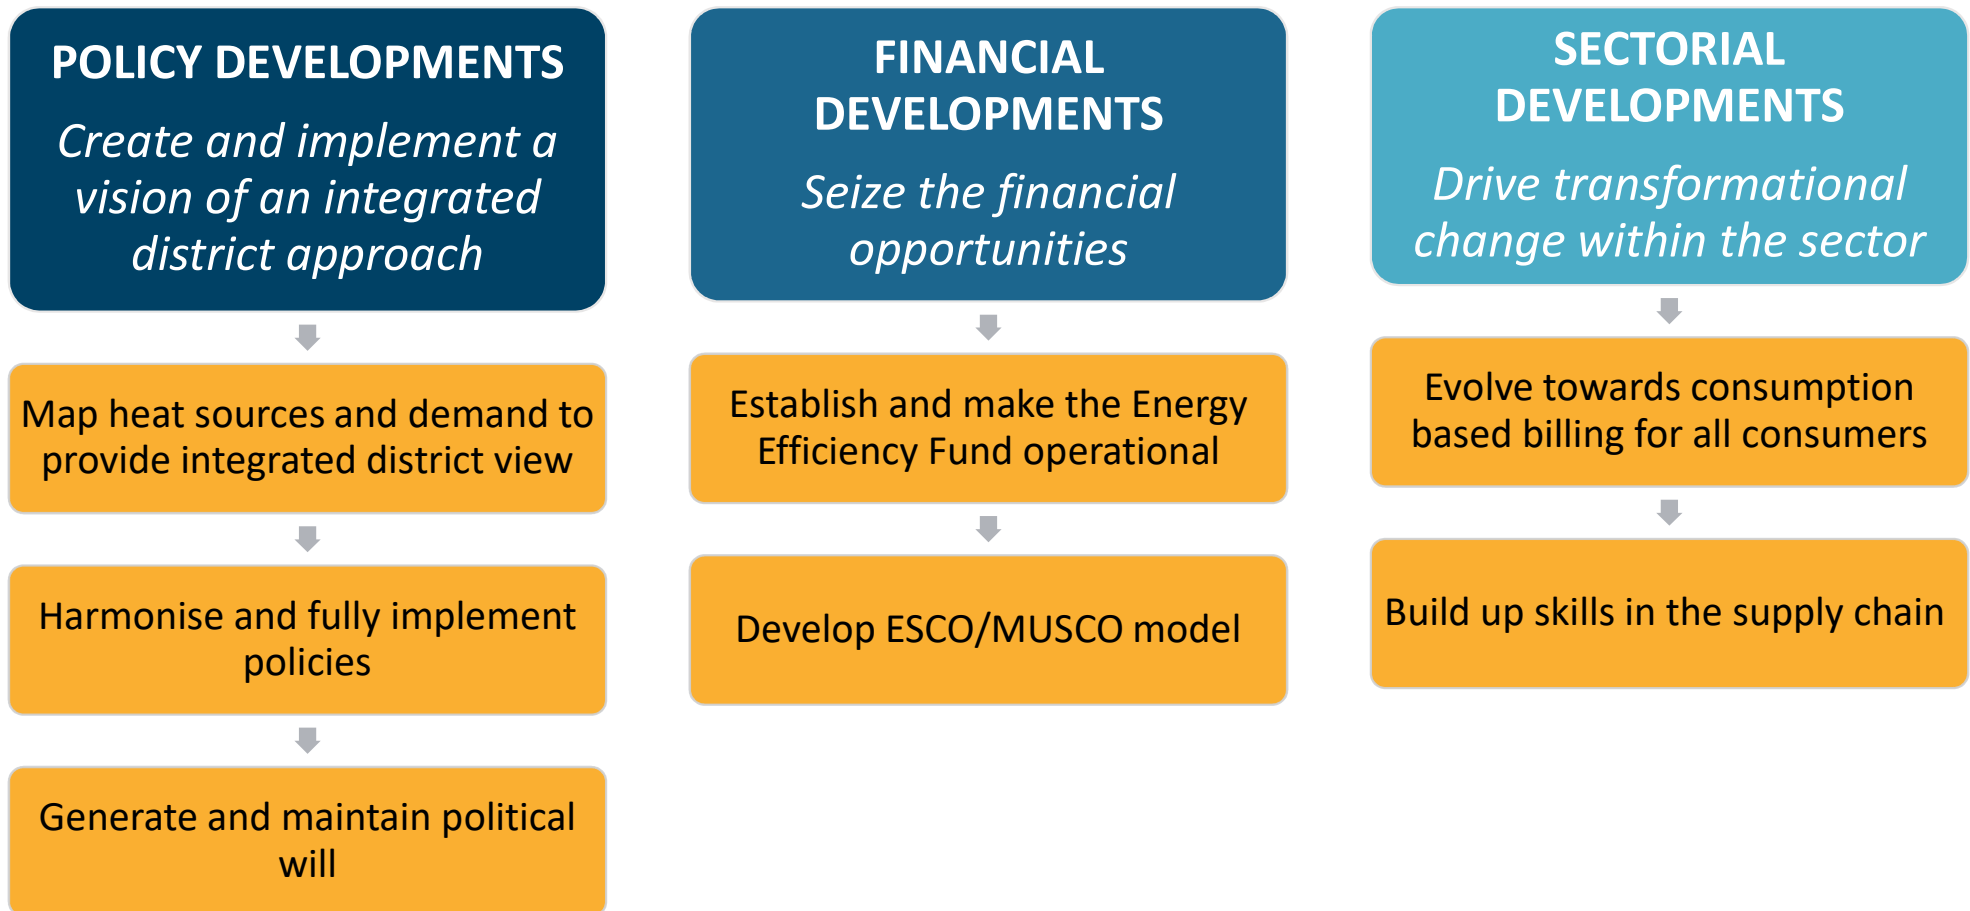 POLICY DEVELOPMENTS
Create and implement a
vision of an integrated
district approach
Map heat sources and demand to
provide integrated district view
Harmonise and fully implement
policies
Generate and maintain political
will
FINANCIAL
DEVELOPMENTS
Seize the financial
opportunities
Establish and make the Energy
Efficiency Fund operational
Develop ESCO/MUSCO model
SECTORIAL
DEVELOPMENTS
Drive transformational
change within the sector
Evolve towards consumption
based billing for all consumers
Build up skills in the supply chain